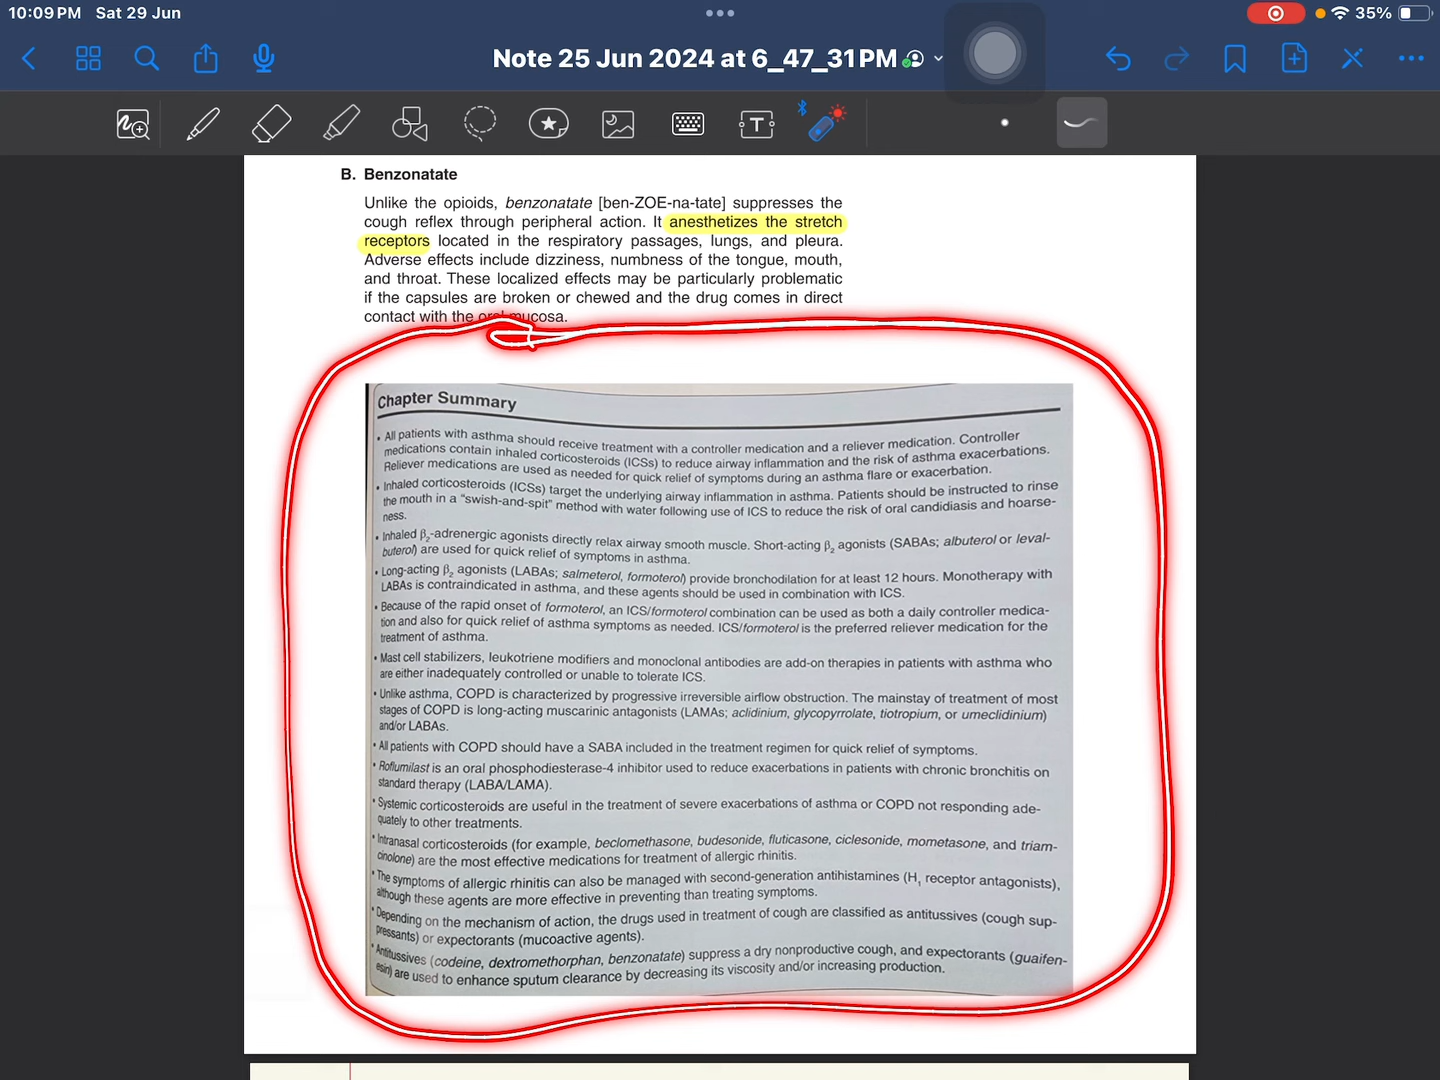 10:09 PM Sat 29 Jun
35%
Note 25 Jun 2024 at 6_47_31 PM
B. Benzonatate
Unlike the opioids, benzonatate [ben-ZOE-na-tate] suppresses the
cough reflex through peripheral action. It anesthetizes the stretch
receptors located in the respiratory passages, lungs, and pleura.
Adverse effects include dizziness, numbness of the tongue, mouth,
and throat. These localized effects may be particularly problematic
if the capsules are broken or chewed and the drug comes in direct
contact with the oral mucosa.
Chapter Summary
• All patients with asthma should receive treatment with a controller medication and a reliever medication. Controller
medications contain inhaled corticosteroids (ICSs) to reduce airway inflammation and the risk of asthma exacerbations.
Reliever medications are used as needed for quick relief of symptoms during an asthma flare or exacerbation.
• Inhaled corticosteroids (ICSs) target the underlying airway inflammation in asthma. Patients should be instructed to rinse
the mouth in a "swish-and-spit" method with water following use of ICS to reduce the risk of oral candidiasis and hoarse-
ness.
• Inhaled β₂-adrenergic agonists directly relax airway smooth muscle. Short-acting β₂ agonists (SABAs; albuterol or leval-
buterol) are used for quick relief of symptoms in asthma.
• Long-acting β₂ agonists (LABAs; salmeterol, formoterol) provide bronchodilation for at least 12 hours. Monotherapy with
LABAs is contraindicated in asthma, and these agents should be used in combination with ICS.
• Because of the rapid onset of formoterol, an ICS/formoterol combination can be used as both a daily controller medica-
tion and also for quick relief of asthma symptoms as needed. ICS/formoterol is the preferred reliever medication for the
treatment of asthma.
• Mast cell stabilizers, leukotriene modifiers and monoclonal antibodies are add-on therapies in patients with asthma who
are either inadequately controlled or unable to tolerate ICS.
• Unlike asthma, COPD is characterized by progressive irreversible airflow obstruction. The mainstay of treatment of most
stages of COPD is long-acting muscarinic antagonists (LAMAs; aclidinium, glycopyrrolate, tiotropium, or umeclidinium)
and/or LABAs.
• All patients with COPD should have a SABA included in the treatment regimen for quick relief of symptoms.
• Roflumilast is an oral phosphodiesterase-4 inhibitor used to reduce exacerbations in patients with chronic bronchitis on
standard therapy (LABA/LAMA).
• Systemic corticosteroids are useful in the treatment of severe exacerbations of asthma or COPD not responding ade-
quately to other treatments.
• Intranasal corticosteroids (for example, beclomethasone, budesonide, fluticasone, ciclesonide, mometasone, and triam-
cinolone) are the most effective medications for treatment of allergic rhinitis.
• The symptoms of allergic rhinitis can also be managed with second-generation antihistamines (H₁ receptor antagonists),
although these agents are more effective in preventing than treating symptoms.
• Depending on the mechanism of action, the drugs used in treatment of cough are classified as antitussives (cough sup-
pressants) or expectorants (mucoactive agents).
• Antitussives (codeine, dextromethorphan, benzonatate) suppress a dry nonproductive cough, and expectorants (guaifen-
esin) are used to enhance sputum clearance by decreasing its viscosity and/or increasing production.